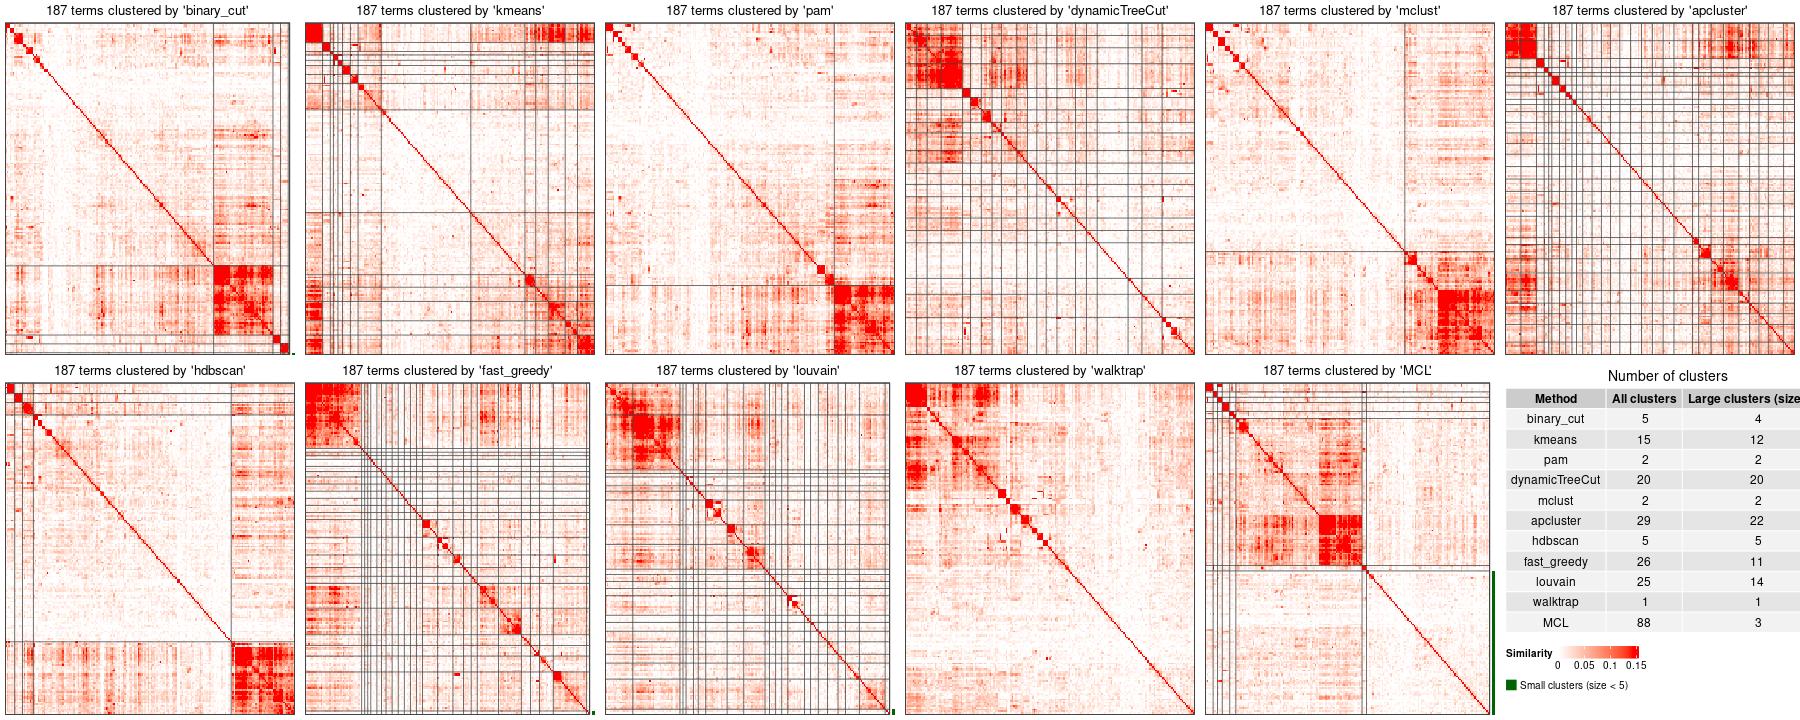 187 terms clustered by 'binary_cut'
187 terms clustered by 'kmeans'
187 terms clustered by 'pam'
187 terms clustered by 'dynamicTreeCut'
187 terms clustered by 'mclust'
187 terms clustered by 'apcluster'
187 terms clustered by 'hdbscan'
187 terms clustered by 'fast_greedy'
187 terms clustered by 'louvain'
187 terms clustered by 'walktrap'
187 terms clustered by 'MCL'
Number of clusters
Method All clusters Large clusters (size
binary_cut 5 4
kmeans 15 12
pam 2 2
dynamicTreeCut 20 20
mclust 2 2
apcluster 29 22
hdbscan 5 5
fast_greedy 26 11
louvain 25 14
walktrap 1 1
MCL 88 3
Similarity
0 0.05 0.1 0.15
Small clusters (size < 5)